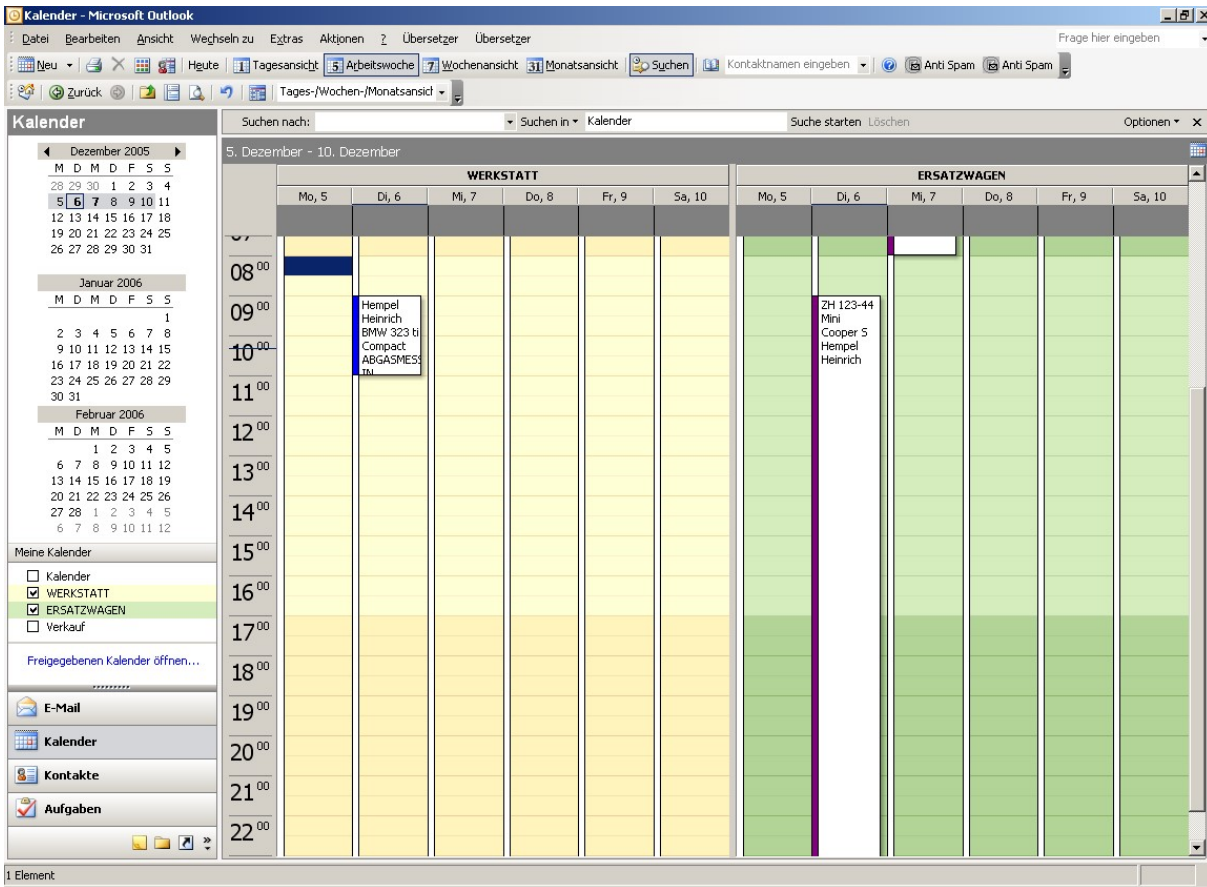 Kalender - Microsoft Outlook
Datei Bearbeiten Ansicht Wechseln zu Extras Aktionen ? Übersetzer Übersetzer Frage hier eingeben
Neu Heute 1 Tagesansicht 5 Arbeitswoche 7 Wochenansicht 31 Monatsansicht Suchen Kontaktnamen eingeben Anti Spam Anti Spam
Zurück Tages-/Wochen-/Monatsansicht
Kalender
Suchen nach: Suchen in Kalender Suche starten Löschen Optionen
Dezember 2005
M D M D F S S
28 29 30 1 2 3 4
5 6 7 8 9 10 11
12 13 14 15 16 17 18
19 20 21 22 23 24 25
26 27 28 29 30 31
Januar 2006
M D M D F S S
1
2 3 4 5 6 7 8
9 10 11 12 13 14 15
16 17 18 19 20 21 22
23 24 25 26 27 28 29
30 31
Februar 2006
M D M D F S S
1 2 3 4 5
6 7 8 9 10 11 12
13 14 15 16 17 18 19
20 21 22 23 24 25 26
27 28 1 2 3 4 5
6 7 8 9 10 11 12
Meine Kalender
Kalender
WERKSTATT
ERSATZWAGEN
Verkauf
Freigegebenen Kalender öffnen...
E-Mail
Kalender
Kontakte
Aufgaben
5. Dezember - 10. Dezember
WERKSTATT ERSATZWAGEN
Mo, 5 Di, 6 Mi, 7 Do, 8 Fr, 9 Sa, 10 Mo, 5 Di, 6 Mi, 7 Do, 8 Fr, 9 Sa, 10
08 00
09 00
10 00
11 00
12 00
13 00
14 00
15 00
16 00
17 00
18 00
19 00
20 00
21 00
22 00
Hempel
Heinrich
BMW 323 ti
Compact
ABGASMESS
IN
ZH 123-44
Mini
Cooper S
Hempel
Heinrich
1 Element